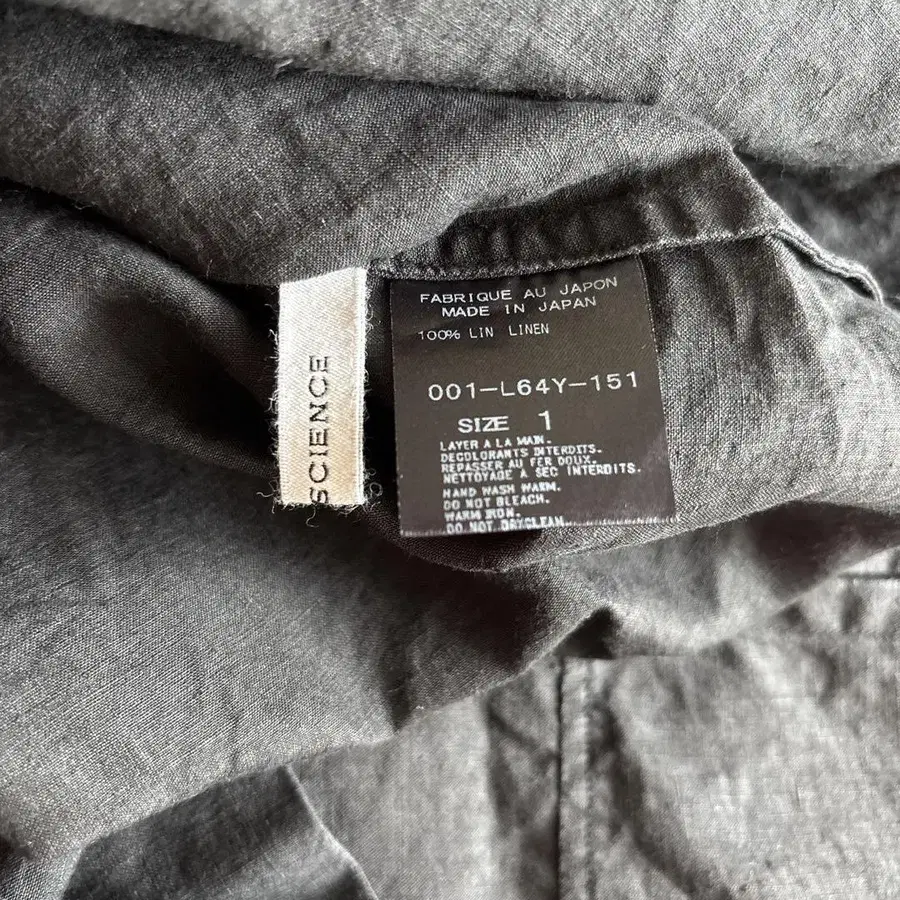 SCIENCE
FABRIQUE AU JAPON
MADE IN JAPAN
100% LIN LINEN
001-L64Y-151
SIZE 1
LAYER A LA MAIN.
DECOLORANTS INTERDITS.
REPASSER AU FER DOUX.
NETTOYAGE A SEC INTERDITS.
HAND WASH WARM.
DO NOT BLEACH.
WARM IRON.
DO NOT DRYCLEAN.